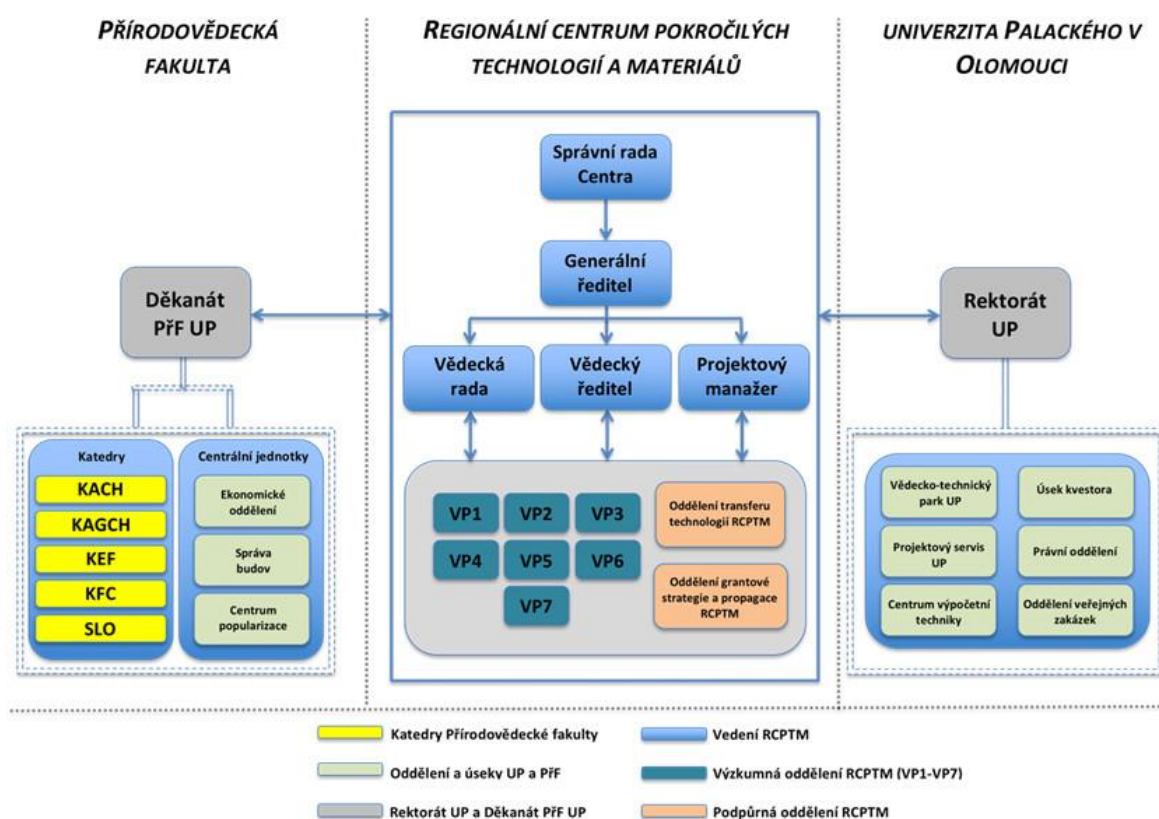 PŘÍRODOVĚDECKÁ
FAKULTA
REGIONÁLNÍ CENTRUM POKROČILÝCH
TECHNOLOGIÍ A MATERIÁLŮ
UNIVERZITA PALACKÉHO V
OLOMOUCI
Správní rada
Centra
Generální
ředitel
Děkanát
PřF UP
Rektorát
UP
Vědecká
rada
Vědecký
ředitel
Projektový
manažer
Katedry
KACH
KAGCH
KEF
KFC
SLO
Centrální jednotky
Ekonomické
oddělení
Správa
budov
Centrum
popularizace
VP1 VP2 VP3
VP4 VP5 VP6
VP7
Oddělení transferu
technologií RCPTM
Oddělení grantové
strategie a propagace
RCPTM
Vědecko-technický
park UP
Úsek kvestora
Projektový servis
UP
Právní oddělení
Centrum výpočetní
techniky
Oddělení veřejných
zakázek
Katedry Přírodovědecké fakulty
Vedení RCPTM
Oddělení a úseky UP a PřF
Výzkumná oddělení RCPTM (VP1-VP7)
Rektorát UP a Děkanát PřF UP
Podpůrná oddělení RCPTM